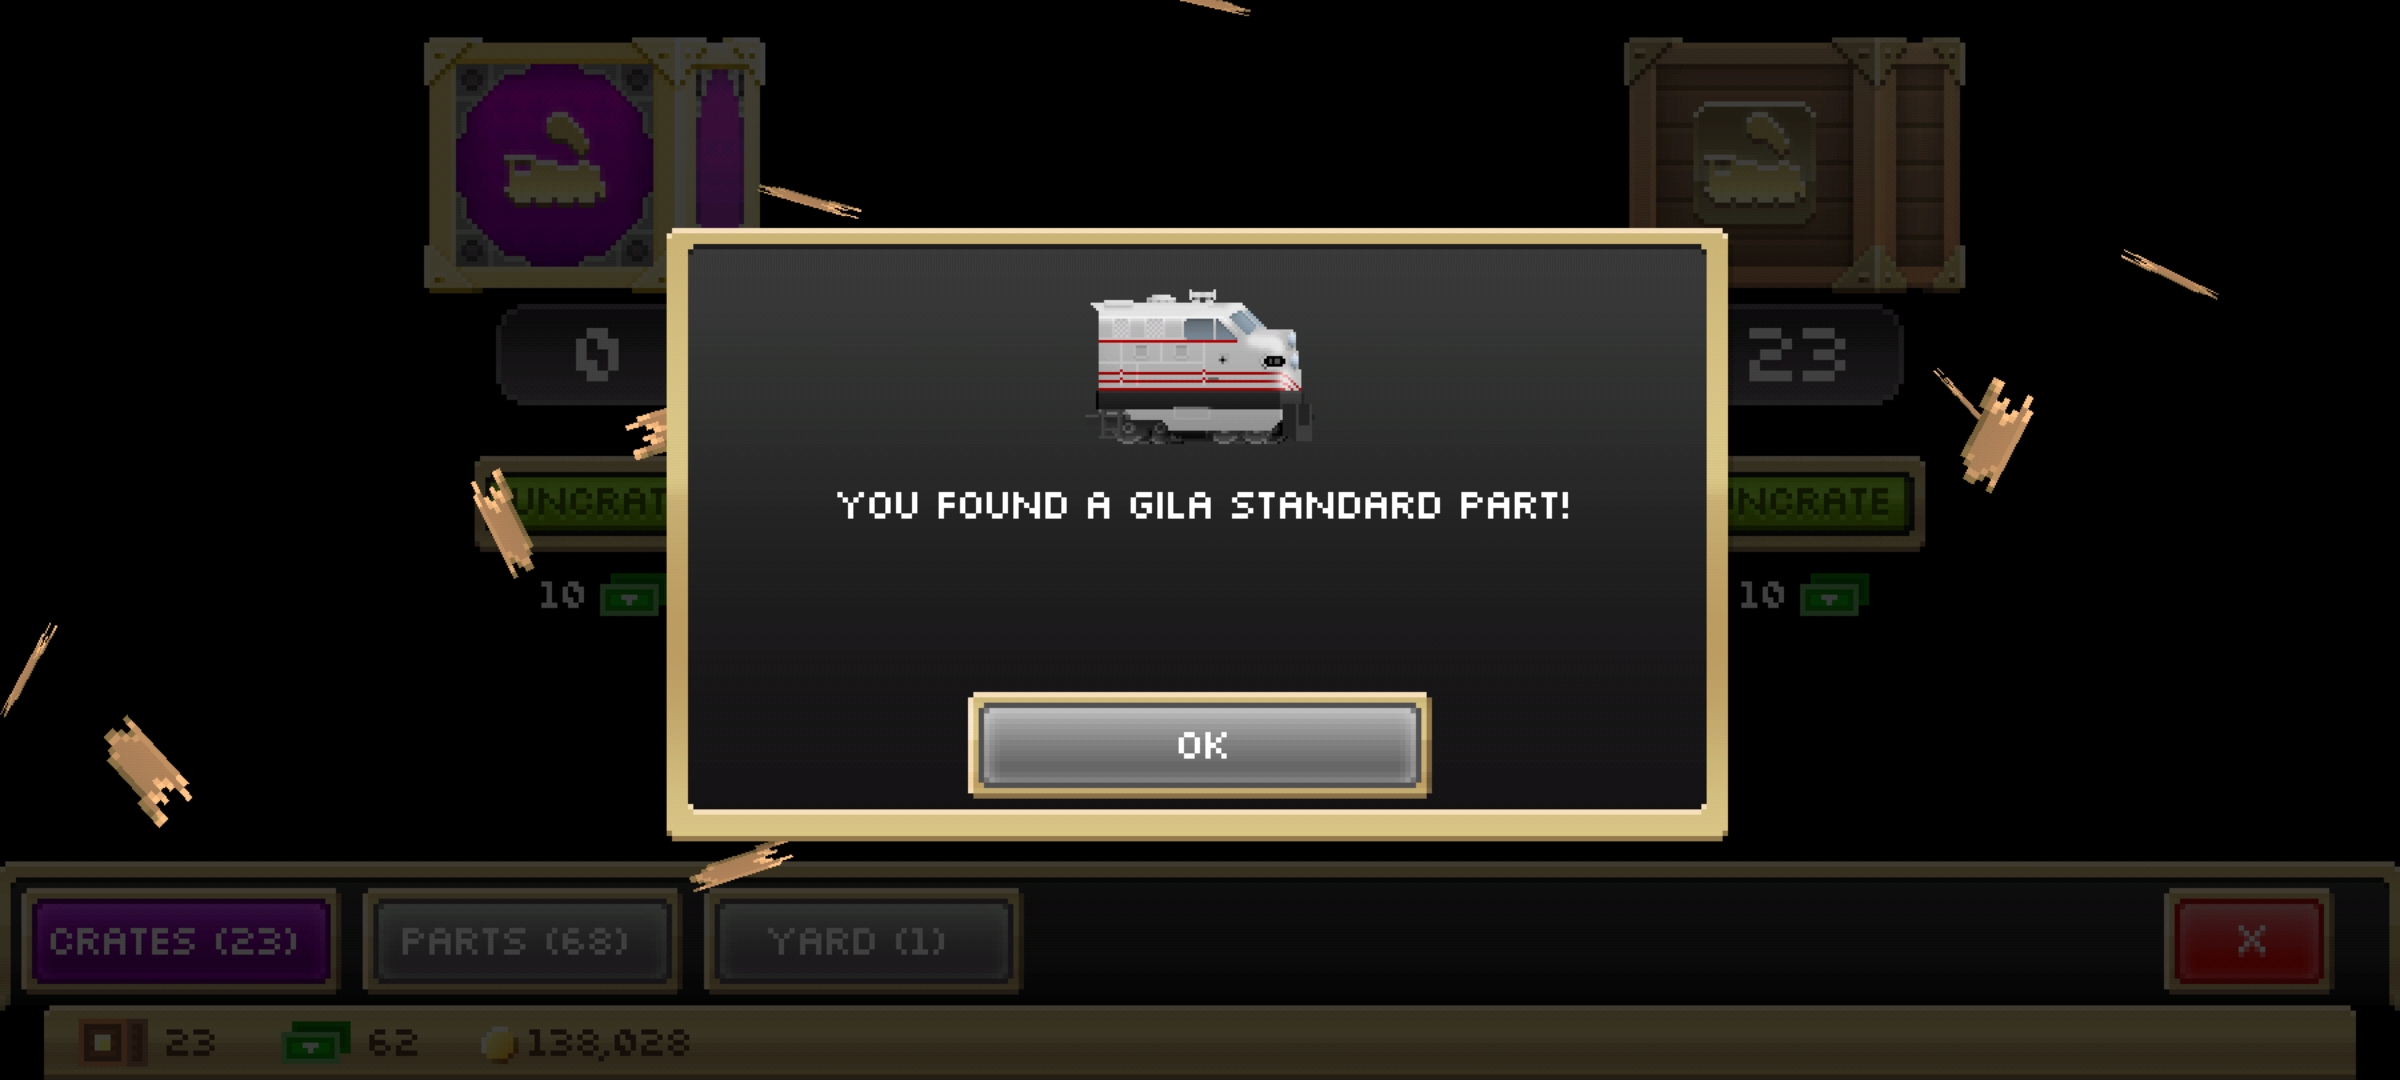 0
23
YOU FOUND A GILA STANDARD PART!
UNCRAT
NCRATE
10
10
OK
CRATES (23)
PARTS (68)
YARD (1)
X
23
62
138,028